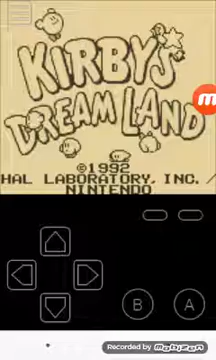 KIRBY'S
DREAM LAND
©1992
HAL LABORATORY, INC./
NINTENDO
B
A
Recorded by Mobizen